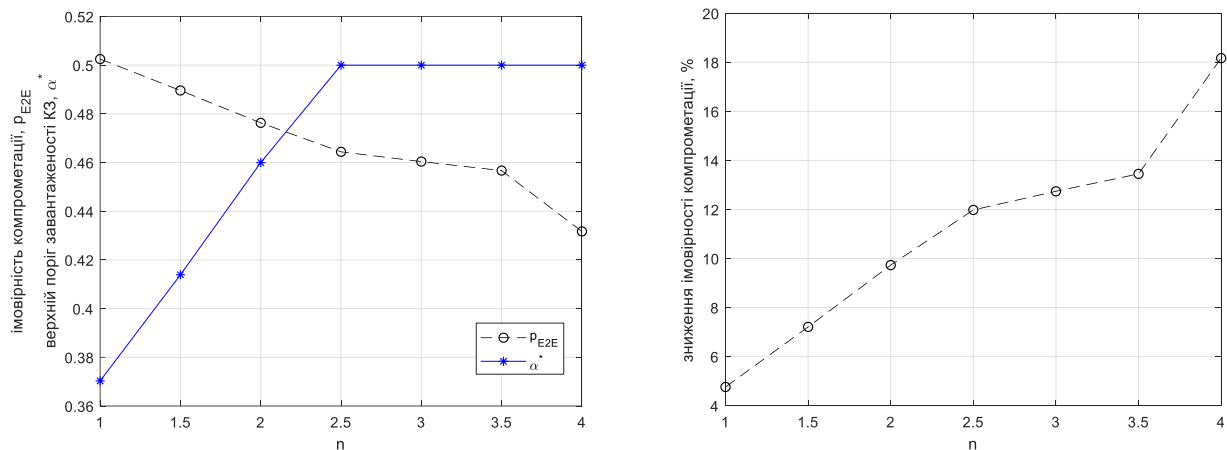 імовірність компрометації, p_E2E
верхній поріг завантаженості КЗ, α*
0.52
0.5
0.48
0.46
0.44
0.42
0.4
0.38
0.36
p_E2E
α*
1 1.5 2 2.5 3 3.5 4
n
зниження імовірності компрометації, %
20
18
16
14
12
10
8
6
4
1 1.5 2 2.5 3 3.5 4
n